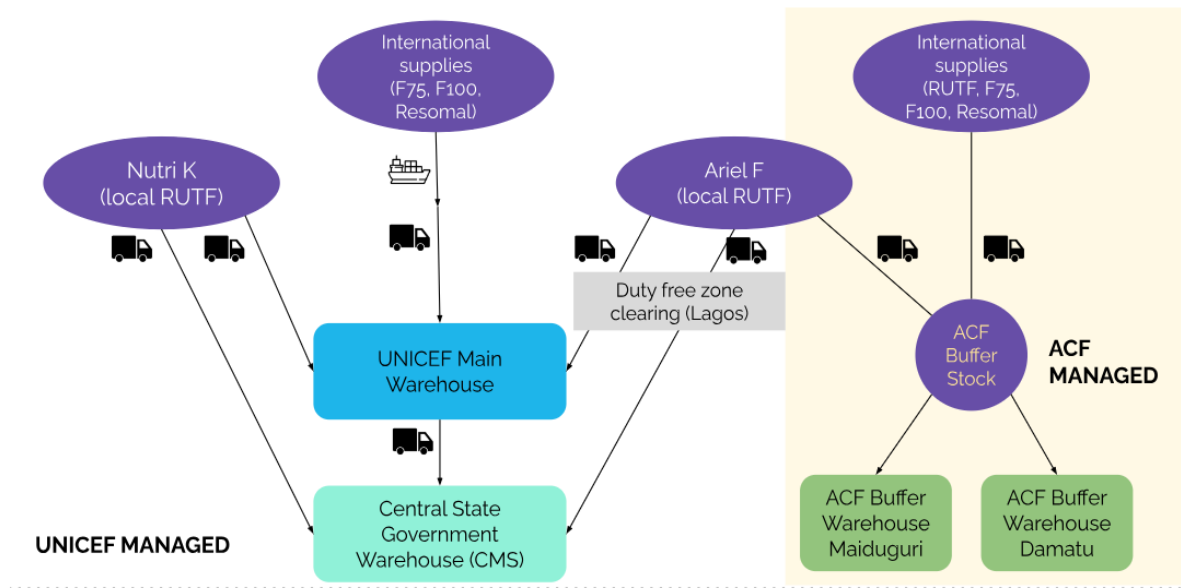 International
supplies
(F75, F100,
Resomal)
International
supplies
(RUTF, F75,
F100, Resomal)
Nutri K
(local RUTF)
Ariel F
(local RUTF)
Duty free zone
clearing (Lagos)
UNICEF Main
Warehouse
ACF
Buffer
Stock
ACF
MANAGED
Central State
Government
Warehouse (CMS)
ACF Buffer
Warehouse
Maiduguri
ACF Buffer
Warehouse
Damatu
UNICEF MANAGED